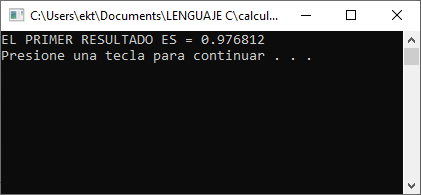 C:\Users\ekt\Documents\LENGUAJE C\calcul...
EL PRIMER RESULTADO ES = 0.976812
Presione una tecla para continuar . . .